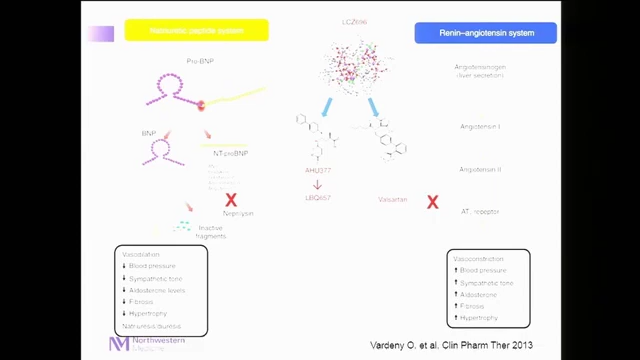 Natriuretic peptide system
LCZ696
Renin–angiotensin system
Pro-BNP
Angiotensinogen
(liver secretion)
BNP
NT-proBNP
Angiotensin I
AHU377
Angiotensin II
LBQ657
Valsartan
X
X
Neprilysin
AT₁ receptor
Inactive
fragments
Vasodilation
↓ Blood pressure
↓ Sympathetic tone
↓ Aldosterone levels
↓ Fibrosis
↓ Hypertrophy
Natriuresis diuresis
Vasoconstriction
↑ Blood pressure
↑ Sympathetic tone
↑ Aldosterone
↑ Fibrosis
↑ Hypertrophy
Northwestern
Medicine
Vardeny O. et al. Clin Pharm Ther 2013